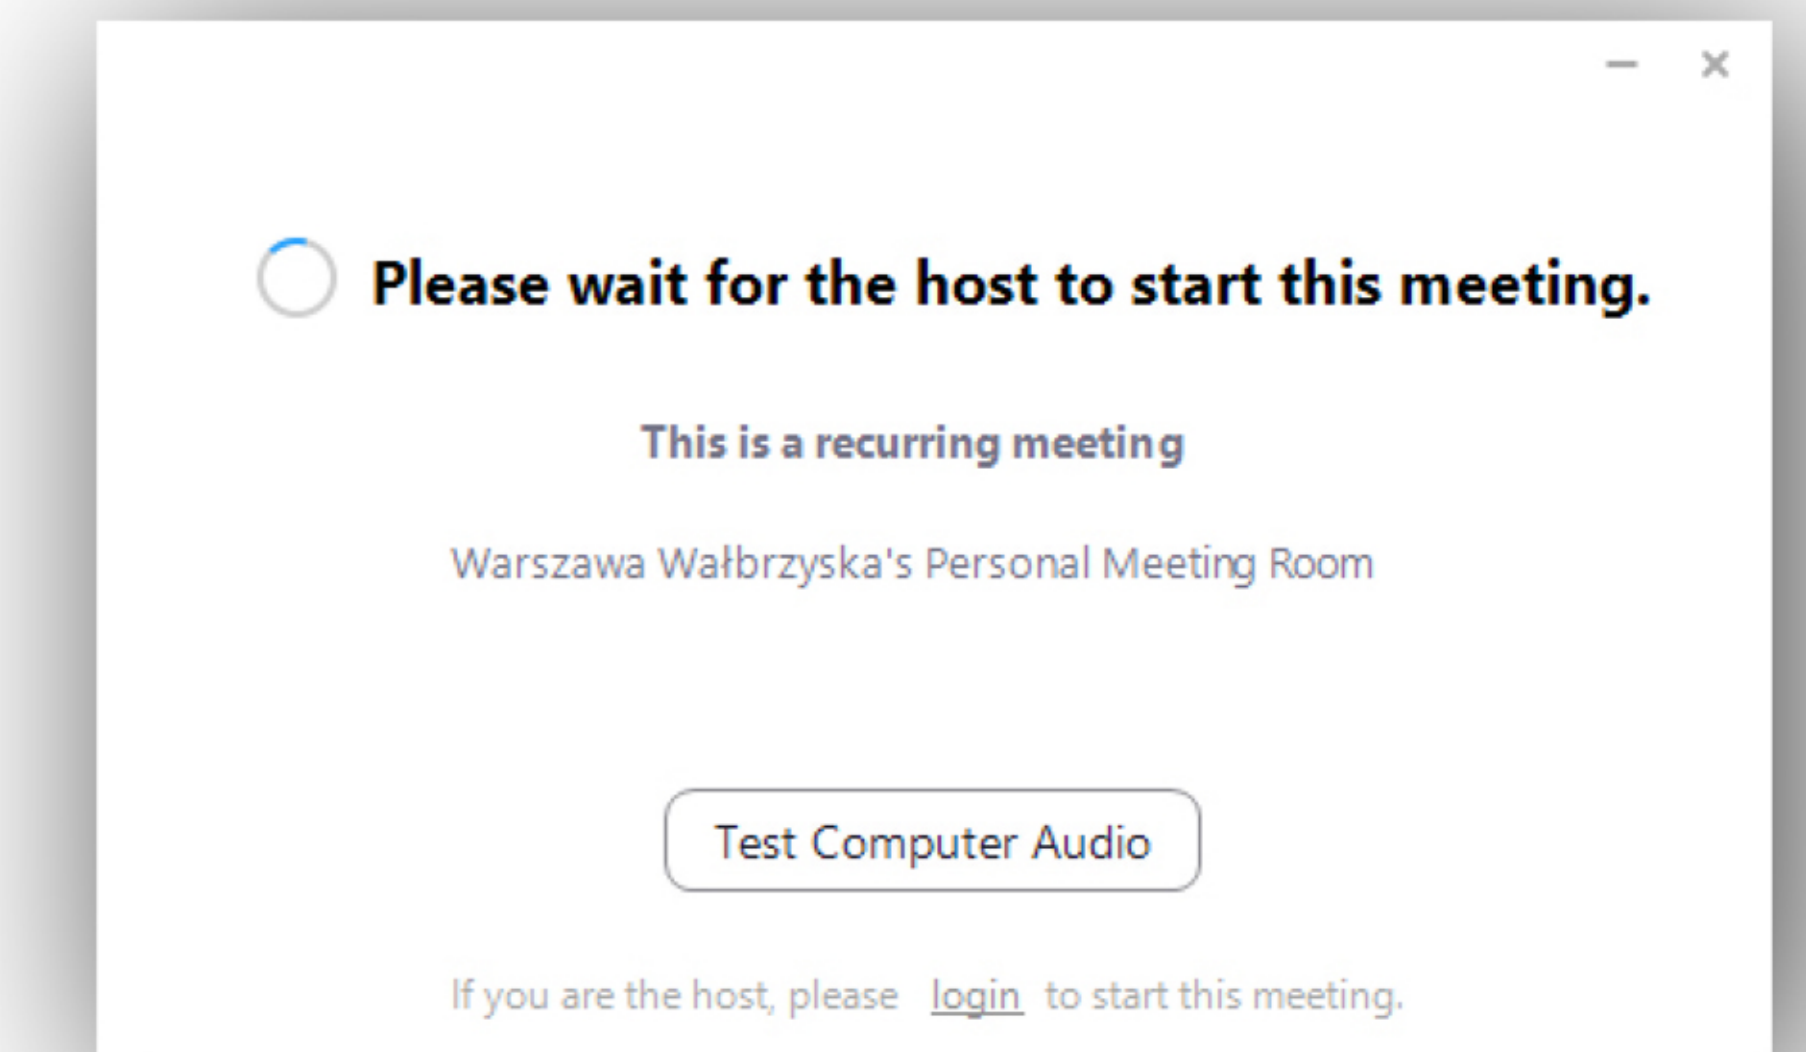 Please wait for the host to start this meeting.
This is a recurring meeting
Warszawa Wałbrzyska's Personal Meeting Room
Test Computer Audio
If you are the host, please login to start this meeting.